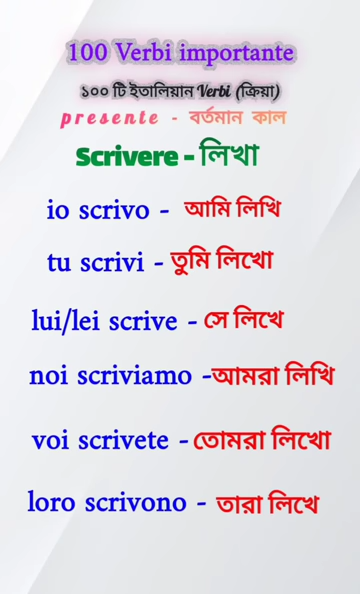 100 Verbi importante
১০০ টি ইতালিয়ান Verbi (ক্রিয়া)
presente - বর্তমান কাল
Scrivere - লিখা
io scrivo - আমি লিখি
tu scrivi - তুমি লিখো
lui/lei scrive - সে লিখে
noi scriviamo -আমরা লিখি
voi scrivete - তোমরা লিখো
loro scrivono - তারা লিখে